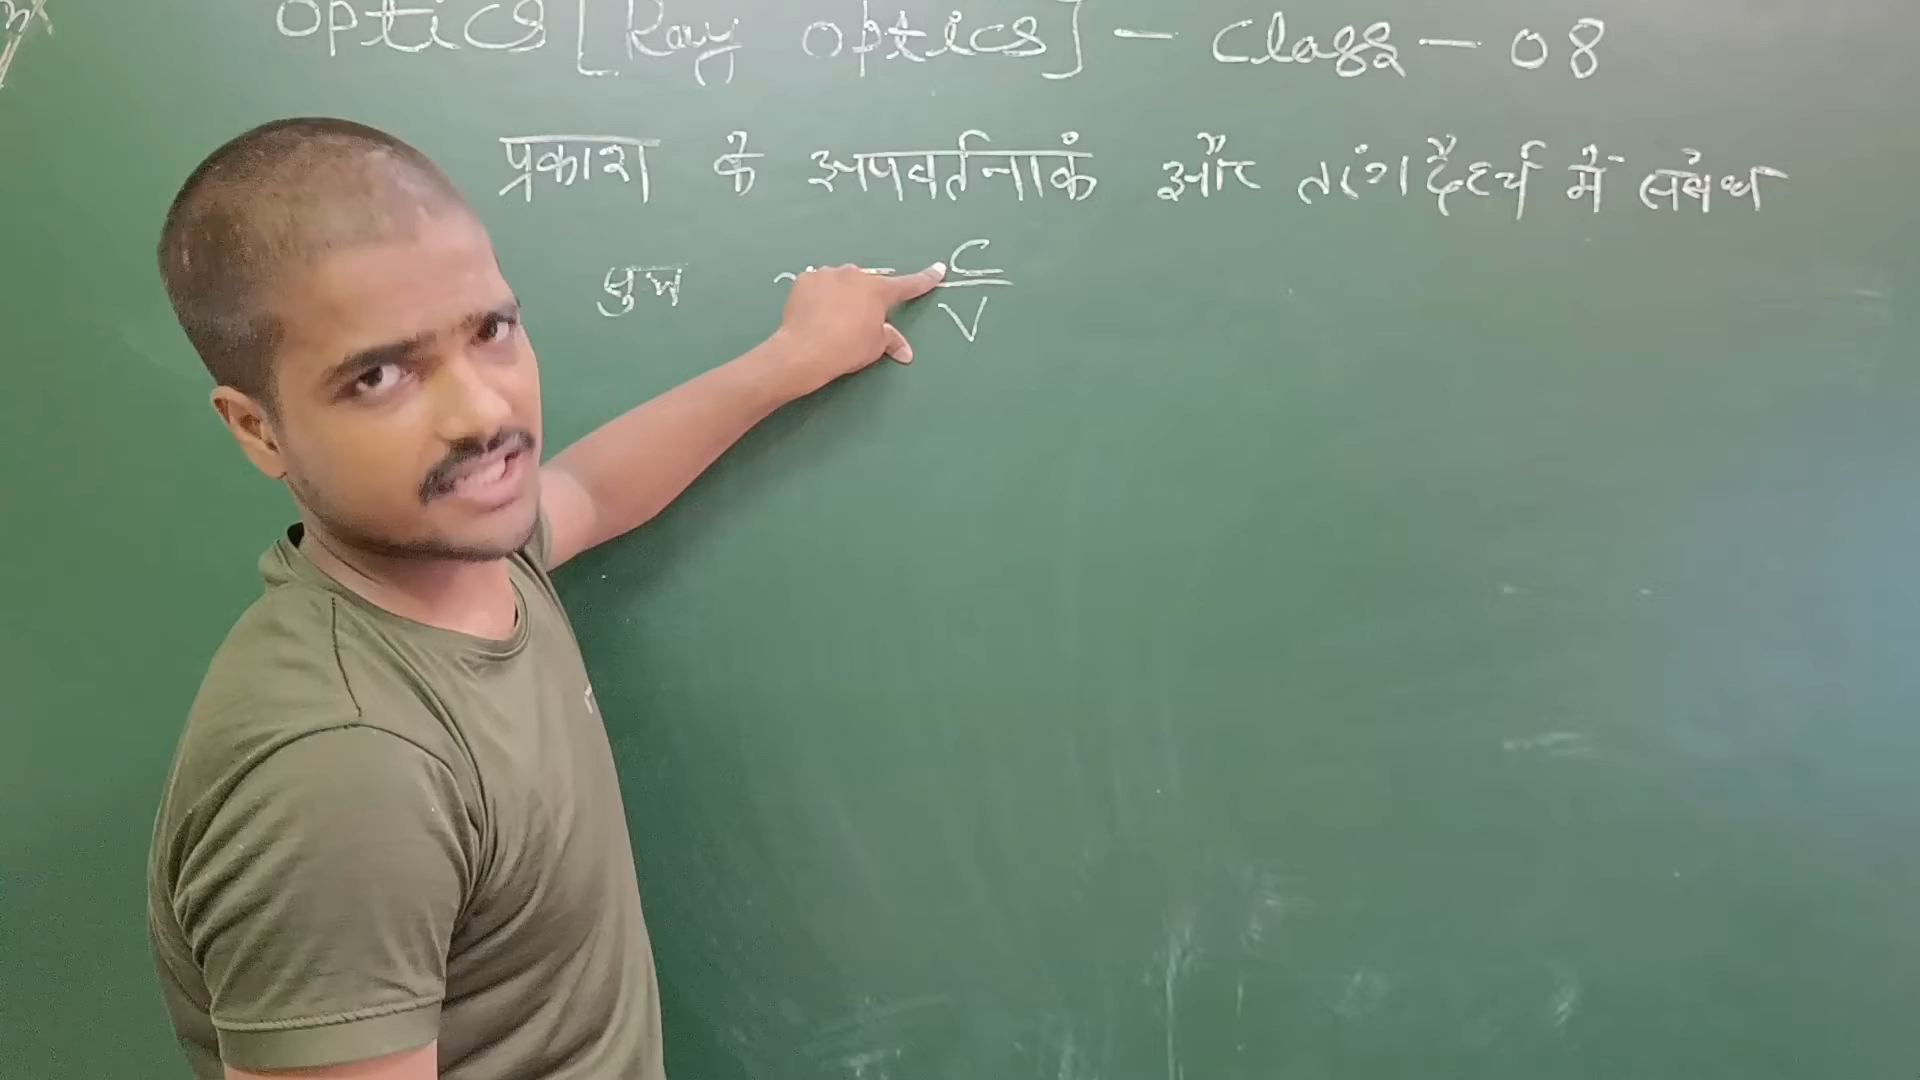 Optics [Ray Optics] - Class - 08
प्रकाश के अपवर्तनाकं और तरंगदैर्ध्य में संबंध
सुत्र = C
V